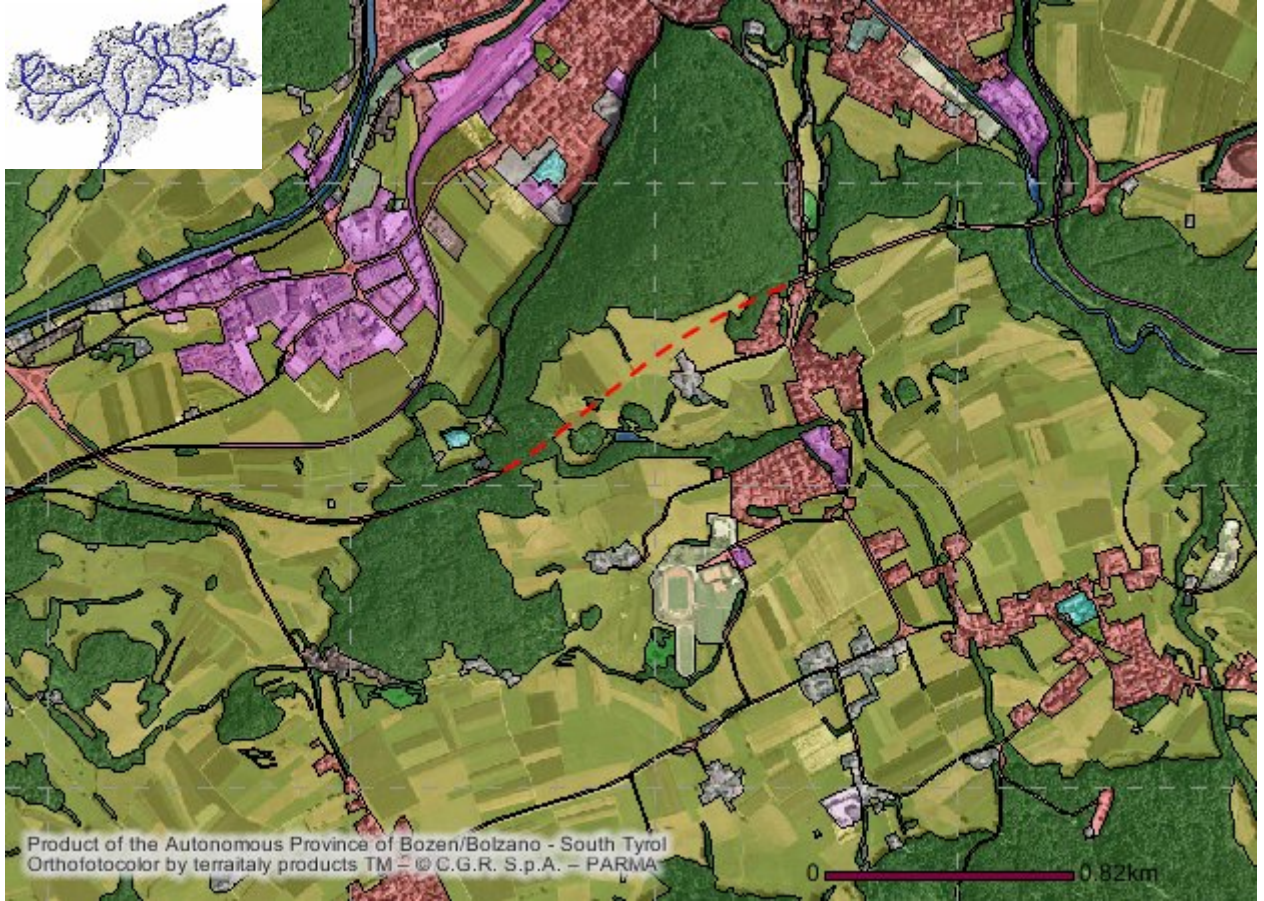 Product of the Autonomous Province of Bozen/Bolzano - South Tyrol
Orthofotocolor by terraitaly products TM – © C.G.R. S.p.A. – PARMA
0 0.82km